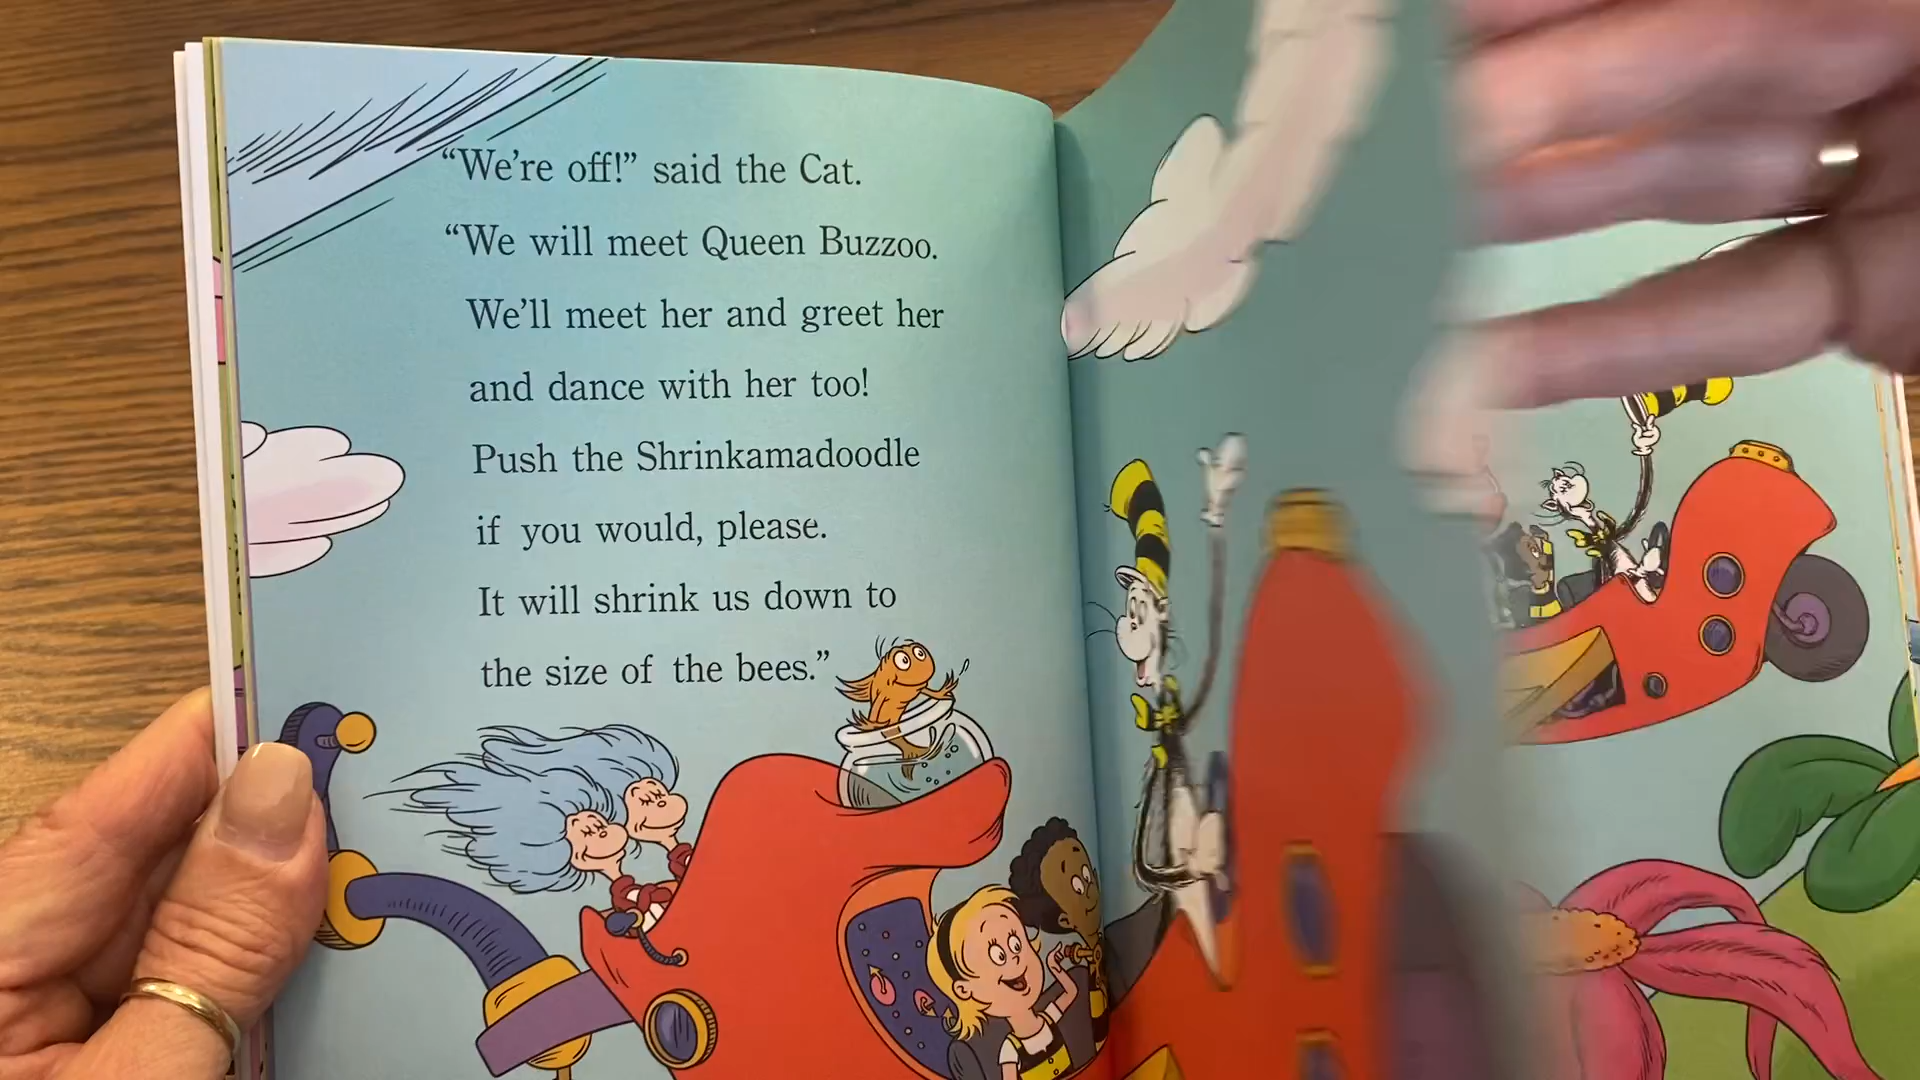 “We’re off!” said the Cat.
“We will meet Queen Buzzoo.
We’ll meet her and greet her
and dance with her too!
Push the Shrinkamadoodle
if you would, please.
It will shrink us down to
the size of the bees.”